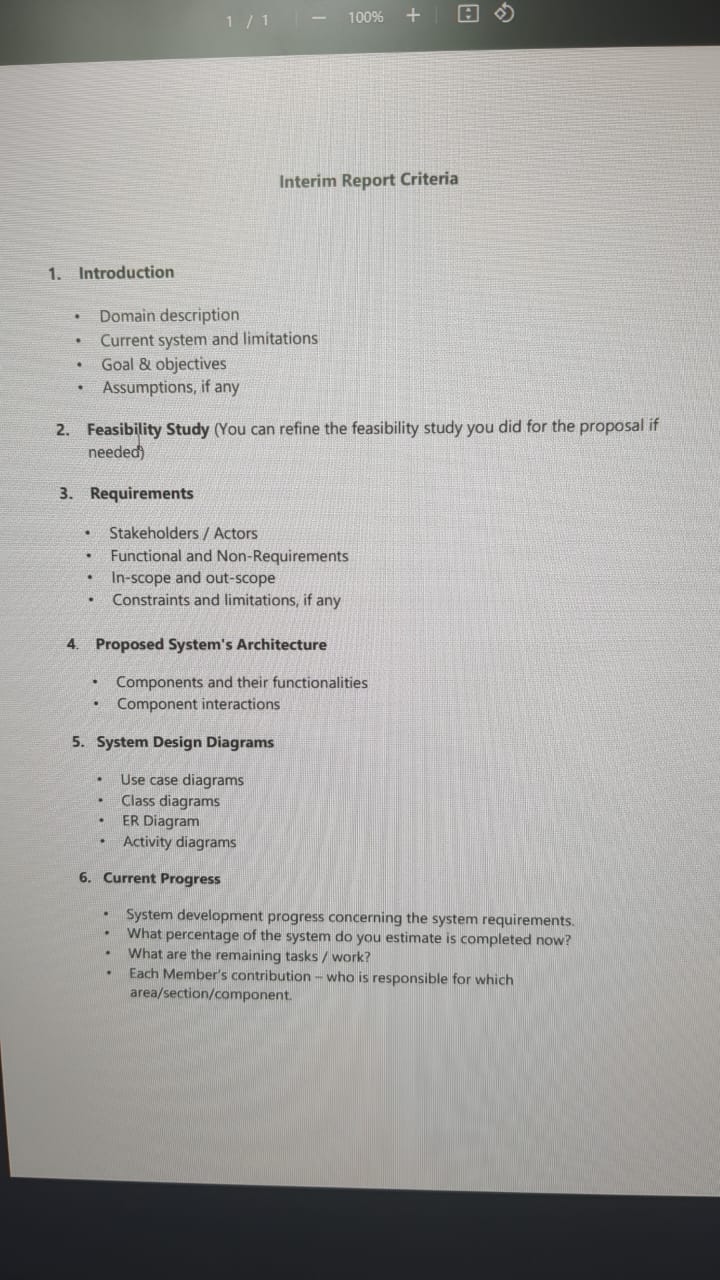 1 / 1 — 100% +
Interim Report Criteria
1. Introduction
• Domain description
• Current system and limitations
• Goal & objectives
• Assumptions, if any
2. Feasibility Study (You can refine the feasibility study you did for the proposal if
needed)
3. Requirements
• Stakeholders / Actors
• Functional and Non-Requirements
• In-scope and out-scope
• Constraints and limitations, if any
4. Proposed System's Architecture
• Components and their functionalities
• Component interactions
5. System Design Diagrams
• Use case diagrams
• Class diagrams
• ER Diagram
• Activity diagrams
6. Current Progress
• System development progress concerning the system requirements.
• What percentage of the system do you estimate is completed now?
• What are the remaining tasks / work?
• Each Member's contribution – who is responsible for which
area/section/component.